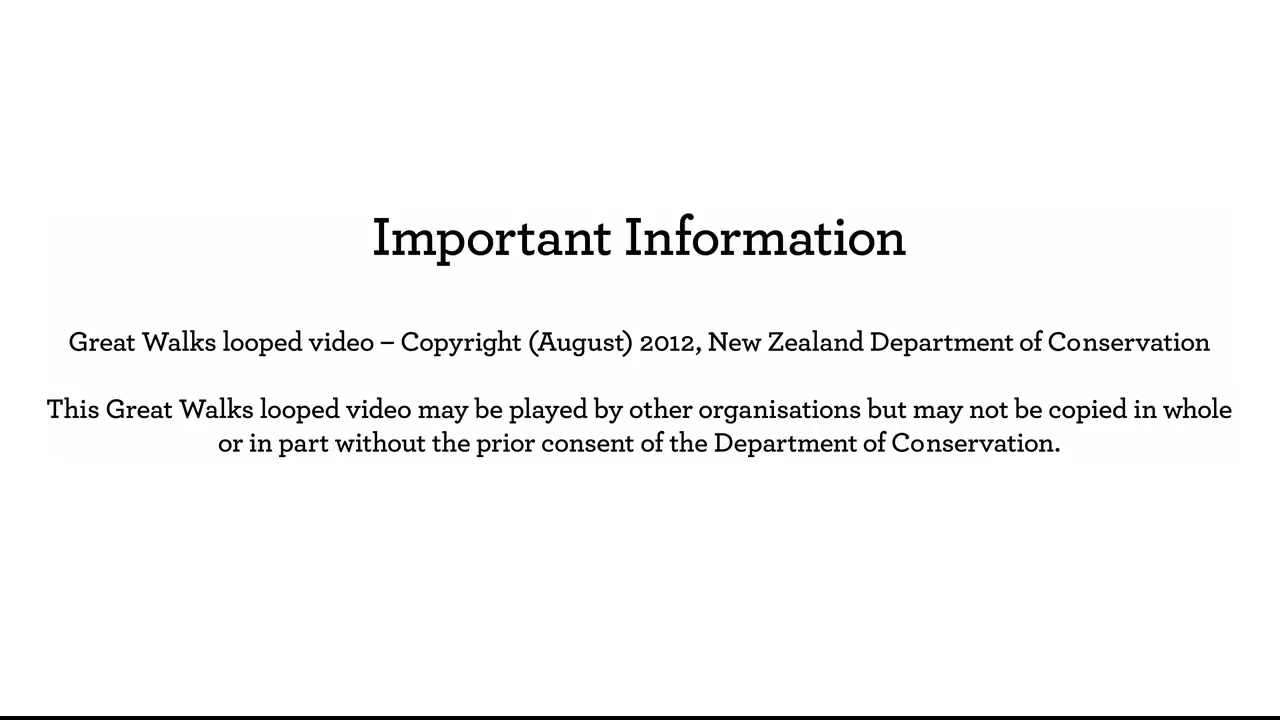 Important Information
Great Walks looped video – Copyright (August) 2012, New Zealand Department of Conservation
This Great Walks looped video may be played by other organisations but may not be copied in whole
or in part without the prior consent of the Department of Conservation.